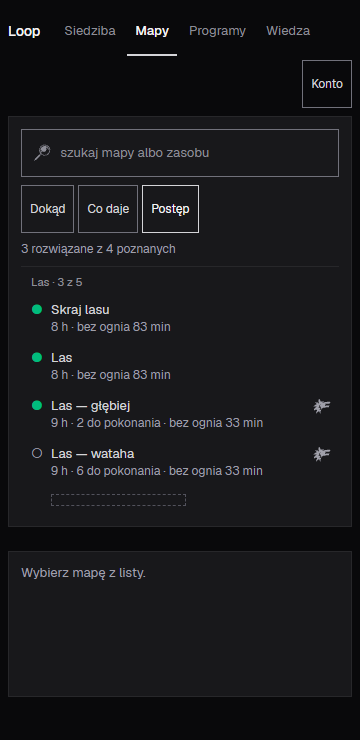 Loop Siedziba Mapy Programy Wiedza
Konto
szukaj mapy albo zasobu
Dokąd Co daje Postęp
3 rozwiązane z 4 poznanych
Las · 3 z 5
Skraj lasu
8 h · bez ognia 83 min
Las
8 h · bez ognia 83 min
Las — głębiej
9 h · 2 do pokonania · bez ognia 33 min
Las — wataha
9 h · 6 do pokonania · bez ognia 33 min
Wybierz mapę z listy.